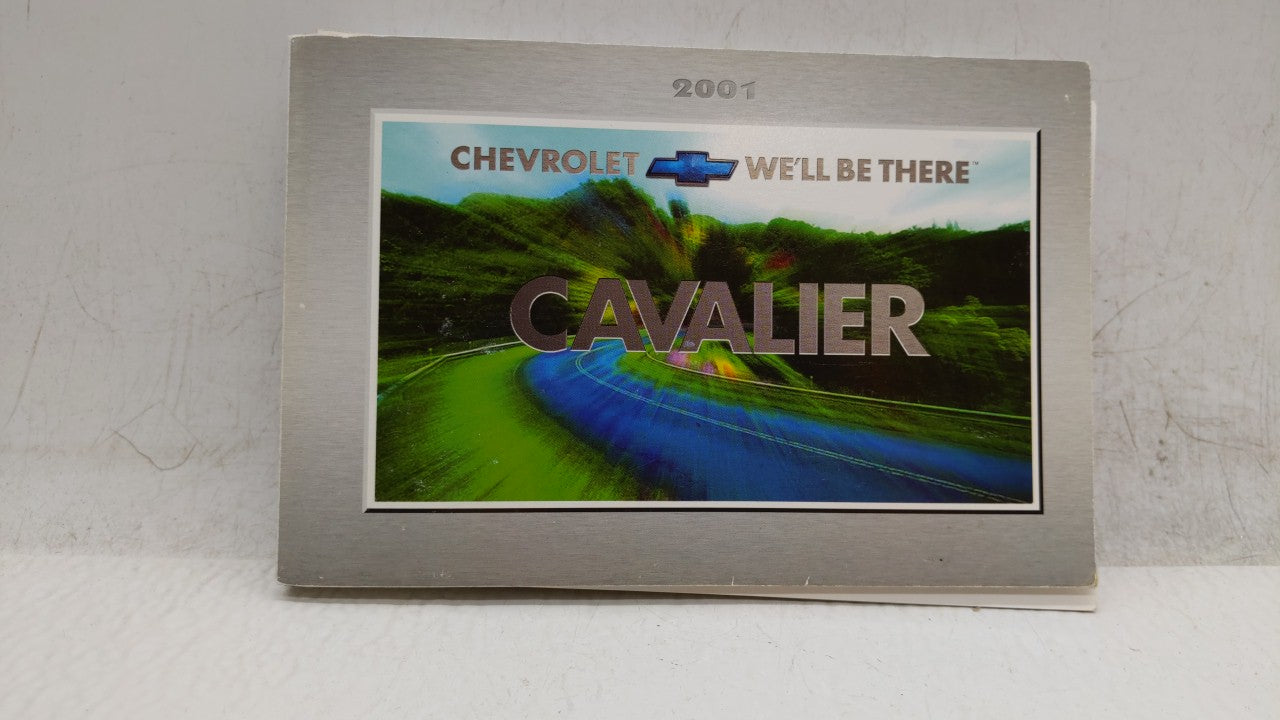 2001
CHEVROLET WE'LL BE THERE™
CAVALIER